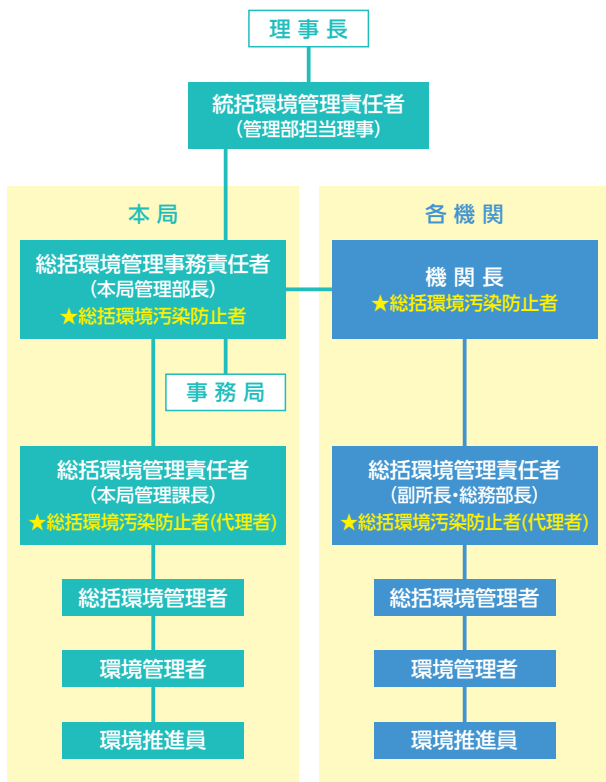 理事長
統括環境管理責任者
(管理部担当理事)
本局
総括環境管理事務責任者
(本局管理部長)
★総括環境汚染防止者
事務局
総括環境管理責任者
(本局管理課長)
★総括環境汚染防止者(代理者)
総括環境管理者
環境管理者
環境推進員
各機関
機関長
★総括環境汚染防止者
総括環境管理責任者
(副所長・総務部長)
★総括環境汚染防止者(代理者)
総括環境管理者
環境管理者
環境推進員